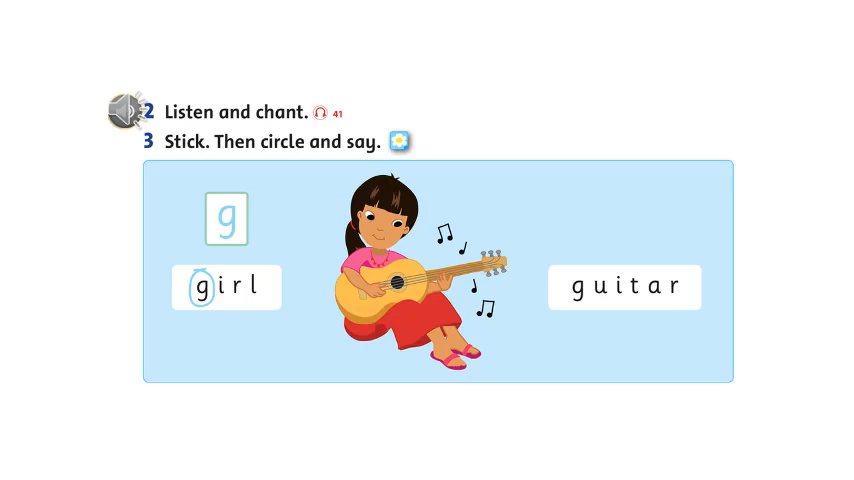 2 Listen and chant. 41
3 Stick. Then circle and say.
g
girl
guitar